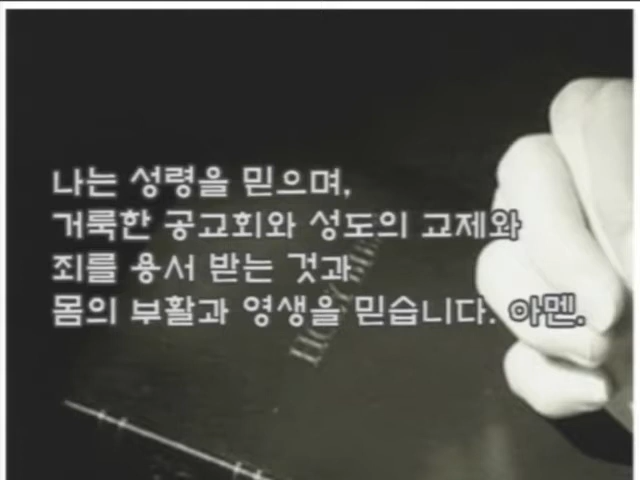 나는 성령을 믿으며,
거룩한 공교회와 성도의 교제와
죄를 용서 받는 것과
몸의 부활과 영생을 믿습니다. 아멘.
HOLY BIBLE